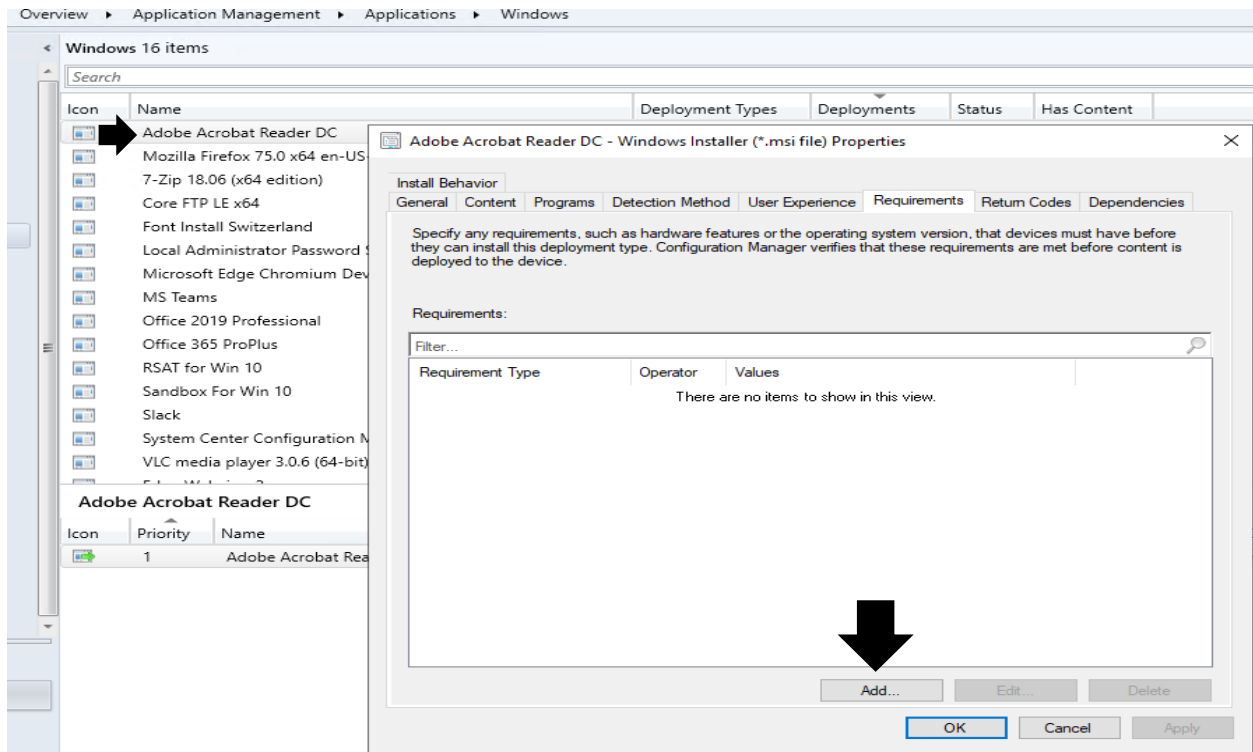 Overview ▸ Application Management ▸ Applications ▸ Windows
Windows 16 items
Search
Icon Name Deployment Types Deployments Status Has Content
Adobe Acrobat Reader DC
Mozilla Firefox 75.0 x64 en-US
7-Zip 18.06 (x64 edition)
Core FTP LE x64
Font Install Switzerland
Local Administrator Password
Microsoft Edge Chromium Dev
MS Teams
Office 2019 Professional
Office 365 ProPlus
RSAT for Win 10
Sandbox For Win 10
Slack
System Center Configuration
VLC media player 3.0.6 (64-bit)
Adobe Acrobat Reader DC
Icon Priority Name
1 Adobe Acrobat Rea
Adobe Acrobat Reader DC - Windows Installer (*.msi file) Properties
Install Behavior
General Content Programs Detection Method User Experience Requirements Return Codes Dependencies
Specify any requirements, such as hardware features or the operating system version, that devices must have before
they can install this deployment type. Configuration Manager verifies that these requirements are met before content is
deployed to the device.
Requirements:
Filter...
Requirement Type Operator Values
There are no items to show in this view.
Add... Edit... Delete
OK Cancel Apply